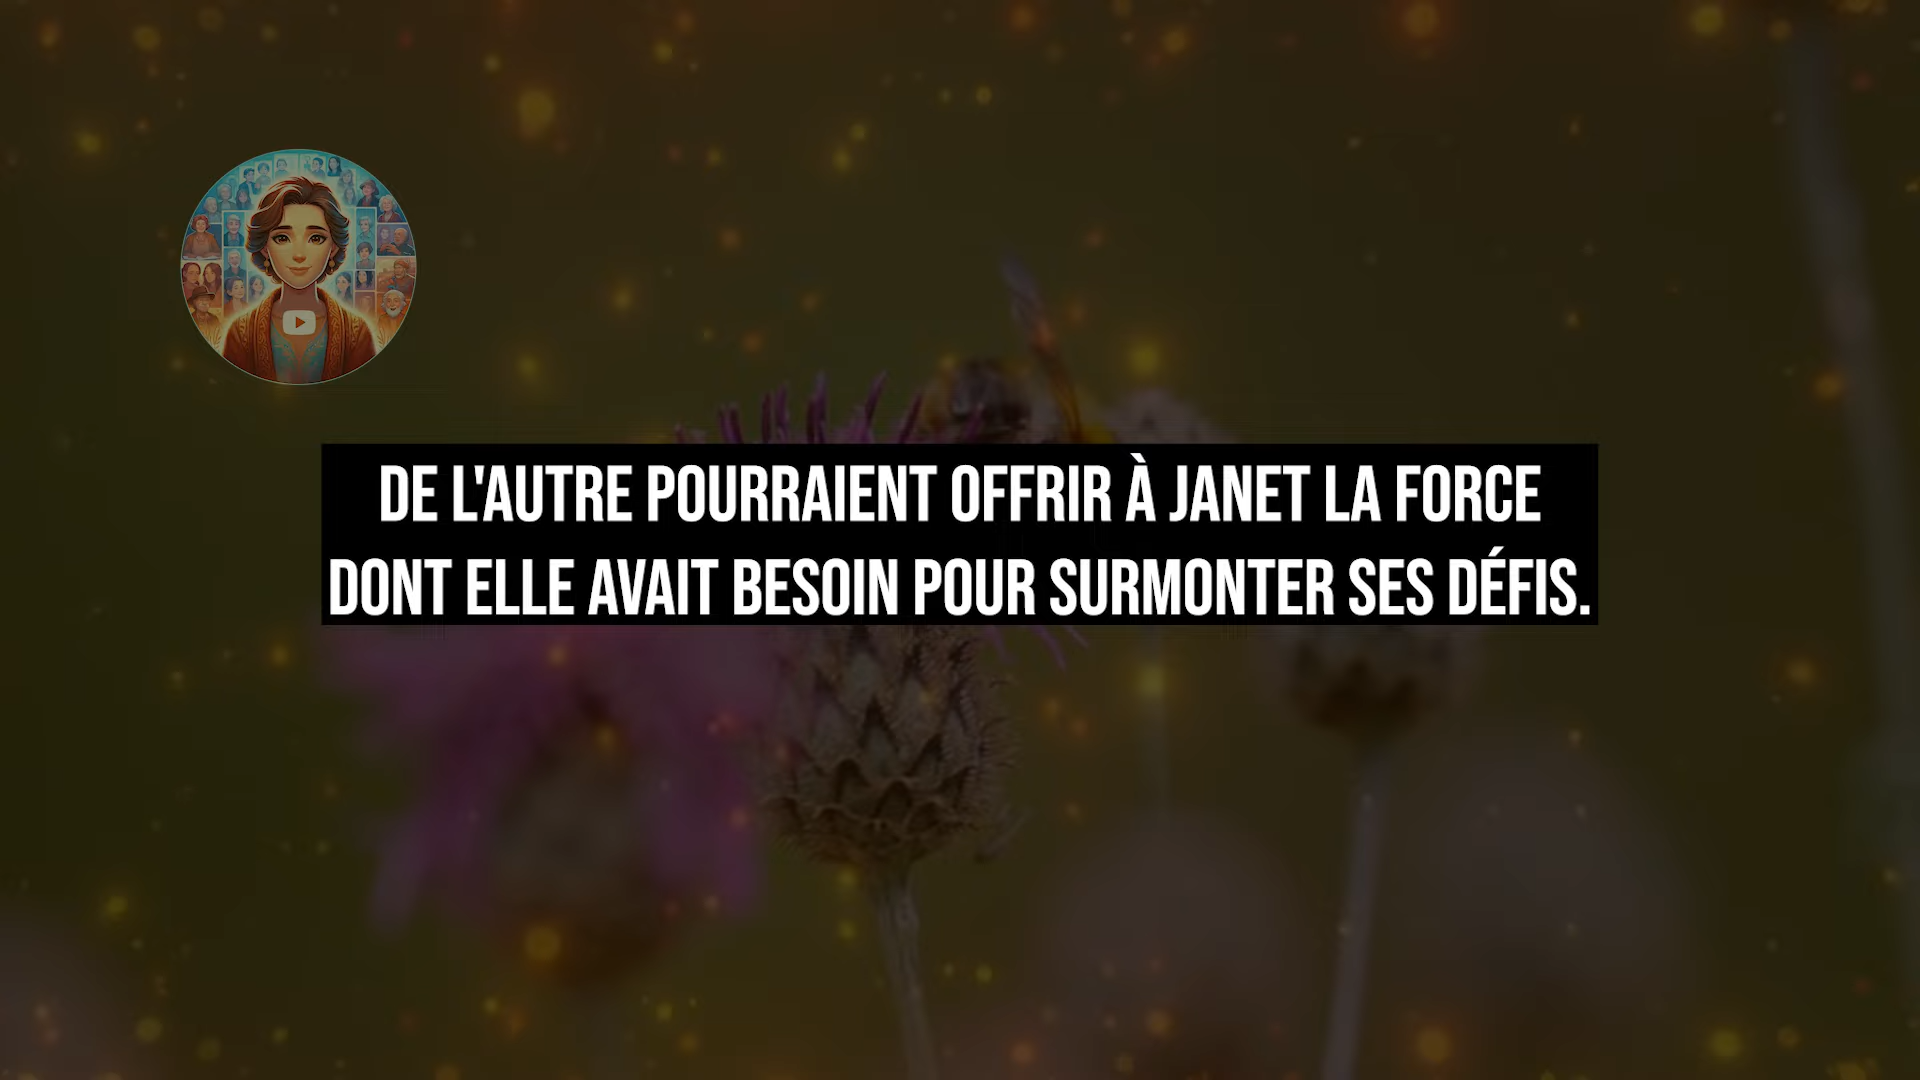 DE L'AUTRE POURRAIENT OFFRIR À JANET LA FORCE
DONT ELLE AVAIT BESOIN POUR SURMONTER SES DÉFIS.